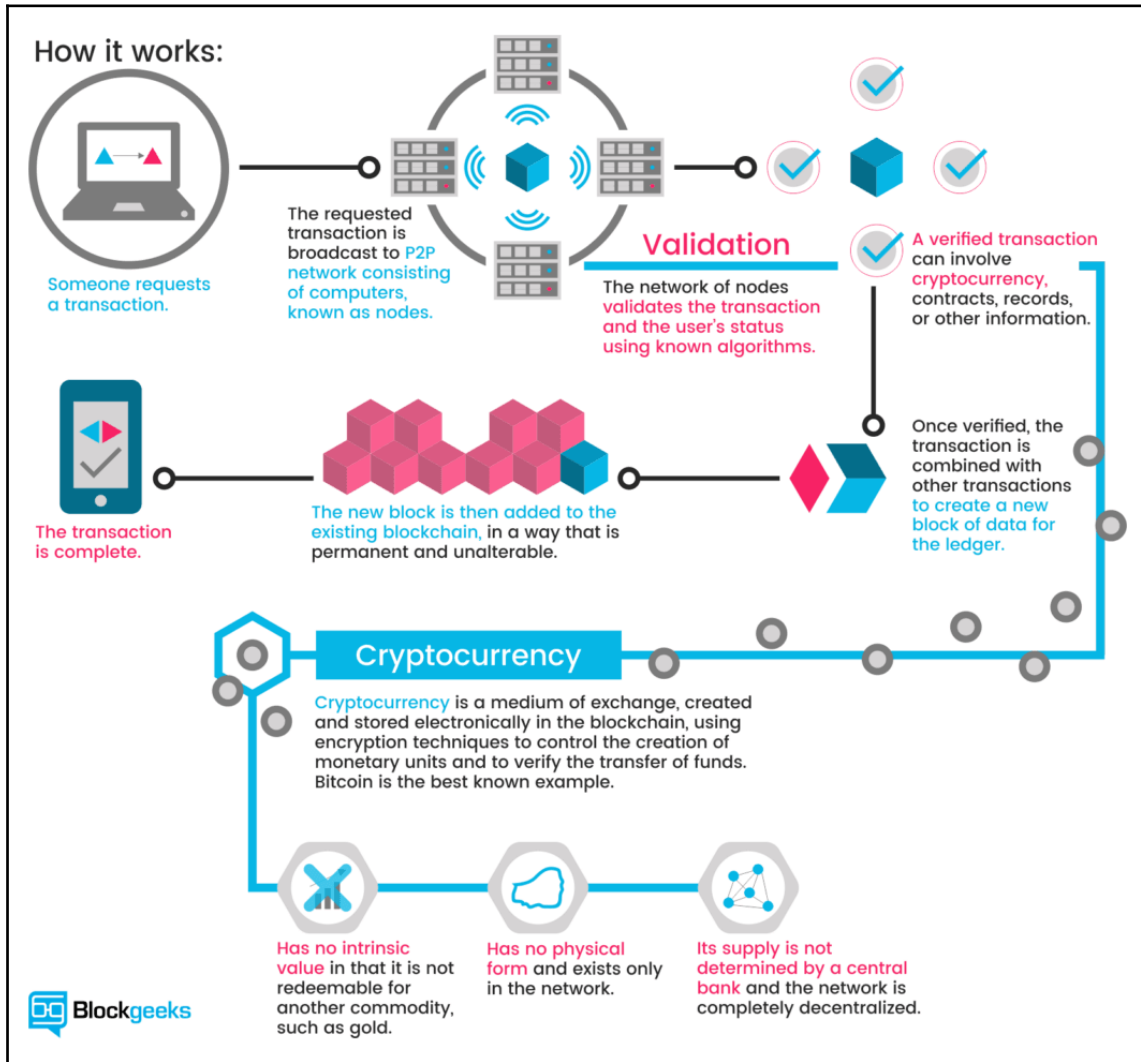 How it works:
Someone requests
a transaction.
The requested
transaction is
broadcast to P2P
network consisting
of computers,
known as nodes.
Validation
The network of nodes
validates the transaction
and the user's status
using known algorithms.
A verified transaction
can involve
cryptocurrency,
contracts, records,
or other information.
Once verified, the
transaction is
combined with
other transactions
to create a new
block of data for
the ledger.
The new block is then added to the
existing blockchain, in a way that is
permanent and unalterable.
The transaction
is complete.
Cryptocurrency
Cryptocurrency is a medium of exchange, created
and stored electronically in the blockchain, using
encryption techniques to control the creation of
monetary units and to verify the transfer of funds.
Bitcoin is the best known example.
Has no intrinsic
value in that it is not
redeemable for
another commodity,
such as gold.
Has no physical
form and exists only
in the network.
Its supply is not
determined by a central
bank and the network is
completely decentralized.
Blockgeeks